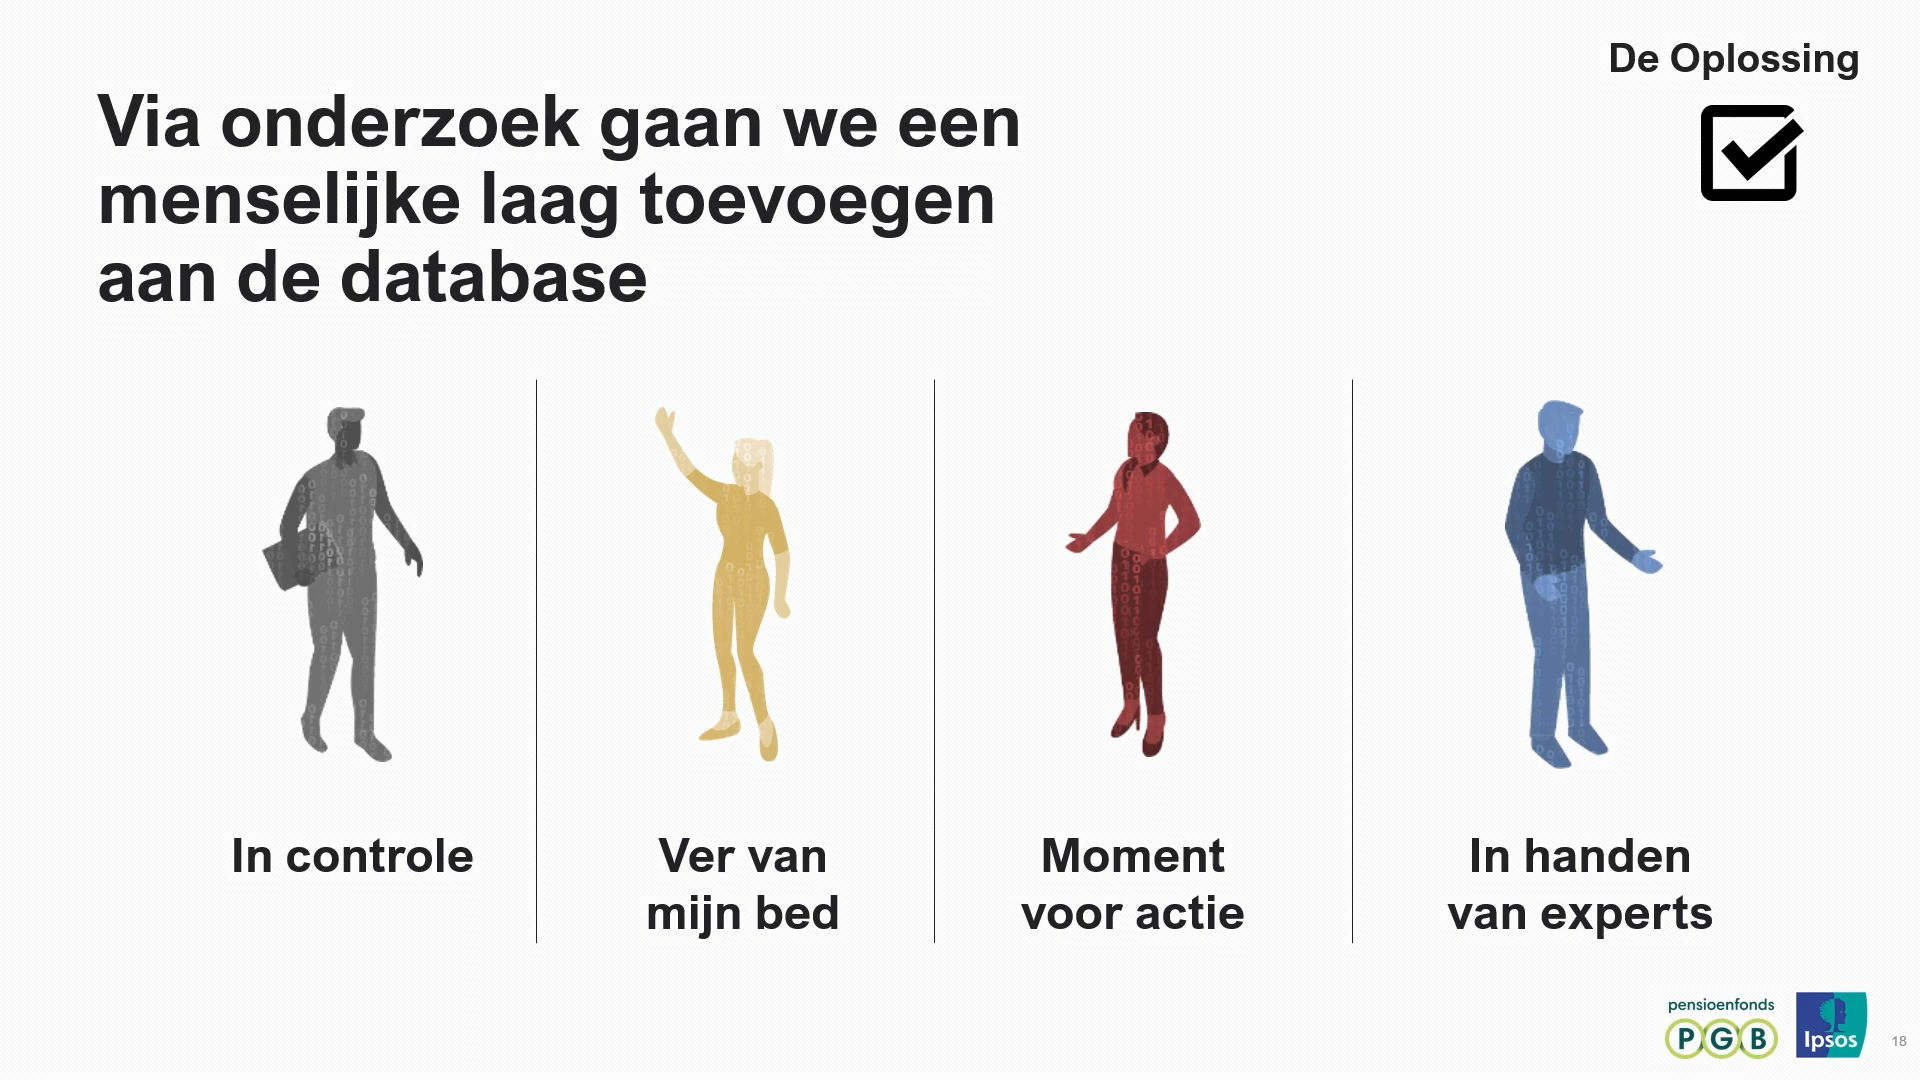 De Oplossing
Via onderzoek gaan we een
menselijke laag toevoegen
aan de database
In controle
Ver van
mijn bed
Moment
voor actie
In handen
van experts
pensioenfonds
PGB
Ipsos
18